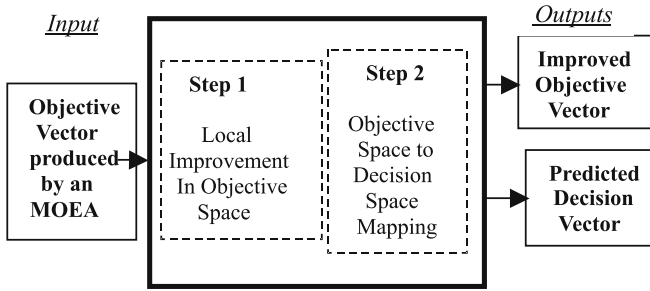 Input
Objective
Vector
produced
by an
MOEA
Step 1
Local
Improvement
In Objective
Space
Step 2
Objective
Space to
Decision
Space
Mapping
Outputs
Improved
Objective
Vector
Predicted
Decision
Vector